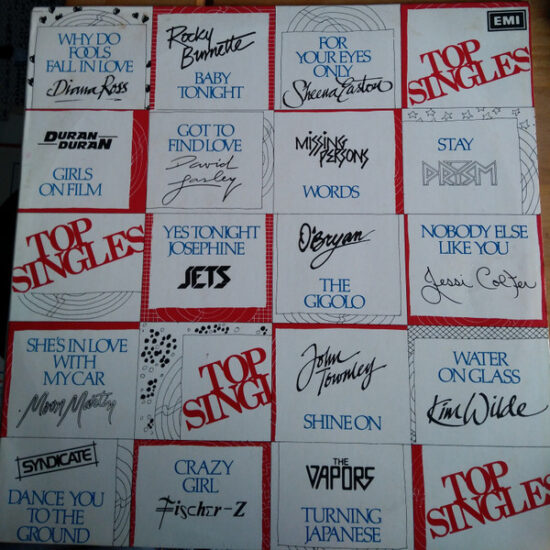 WHY DO
FOOLS
FALL IN LOVE
Diana Ross
Rocky
Burnette
BABY
TONIGHT
FOR
YOUR EYES
ONLY
Sheena Easton
EMI
TOP
SINGLES
DURAN
DURAN
GIRLS
ON FILM
GOT TO
FIND LOVE
David
Lasley
MISSING
PERSONS
WORDS
STAY
PRISM
TOP
SINGLES
YES TONIGHT
JOSEPHINE
JETS
O'Bryan
THE
GIGOLO
NOBODY ELSE
LIKE YOU
Jessi Colter
SHE'S IN LOVE
WITH
MY CAR
Moon Martin
TOP
SINGL
John
Townley
SHINE ON
WATER
ON GLASS
Kim Wilde
SYNDICATE
DANCE YOU
TO THE
GROUND
CRAZY
GIRL
Fischer-Z
THE
VAPORS
TURNING
JAPANESE
TOP
SINGLES